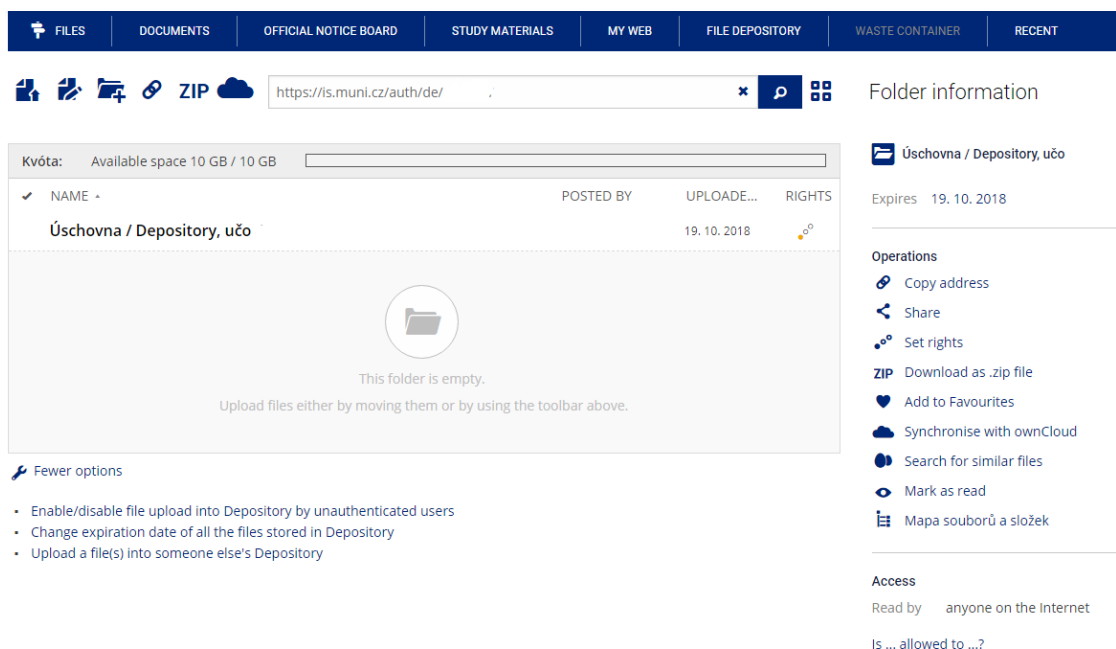 FILES DOCUMENTS OFFICIAL NOTICE BOARD STUDY MATERIALS MY WEB FILE DEPOSITORY WASTE CONTAINER RECENT
ZIP https://is.muni.cz/auth/de/
Kvóta: Available space 10 GB / 10 GB
NAME POSTED BY UPLOADE... RIGHTS
Úschovna / Depository, učo 19. 10. 2018
This folder is empty.
Upload files either by moving them or by using the toolbar above.
Fewer options
Enable/disable file upload into Depository by unauthenticated users
Change expiration date of all the files stored in Depository
Upload a file(s) into someone else's Depository
Folder information
Úschovna / Depository, učo
Expires 19. 10. 2018
Operations
Copy address
Share
Set rights
ZIP Download as .zip file
Add to Favourites
Synchronise with ownCloud
Search for similar files
Mark as read
Mapa souborů a složek
Access
Read by anyone on the Internet
Is ... allowed to ...?